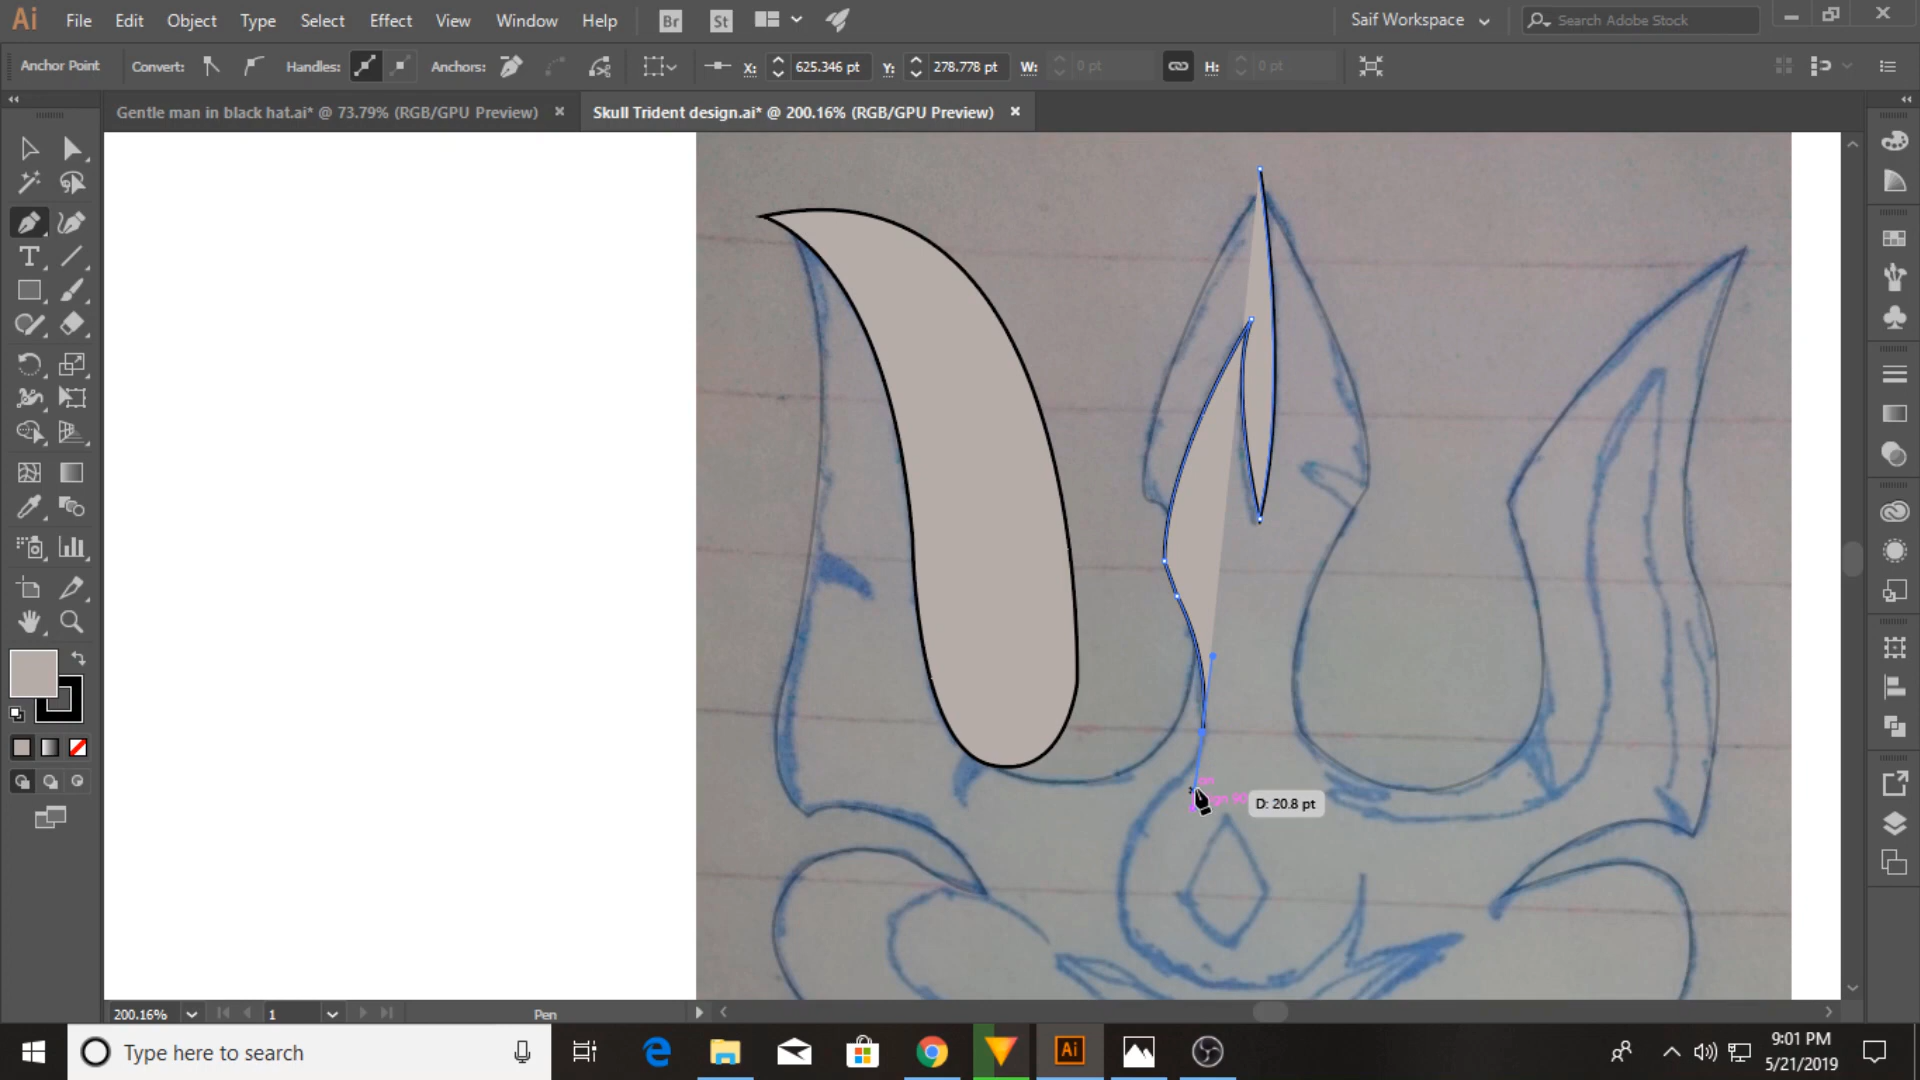 Ai File Edit Object Type Select Effect View Window Help Br St Saif Workspace Search Adobe Stock
Anchor Point Convert: Handles: Anchors: X: 625.346 pt Y: 278.778 pt W: 0 pt H: 0 pt
Gentle man in black hat.ai* @ 73.79% (RGB/GPU Preview) × Skull Trident design.ai* @ 200.16% (RGB/GPU Preview) ×
D: 20.8 pt
200.16% 1 Pen
Type here to search Ai 9:01 PM
5/21/2019